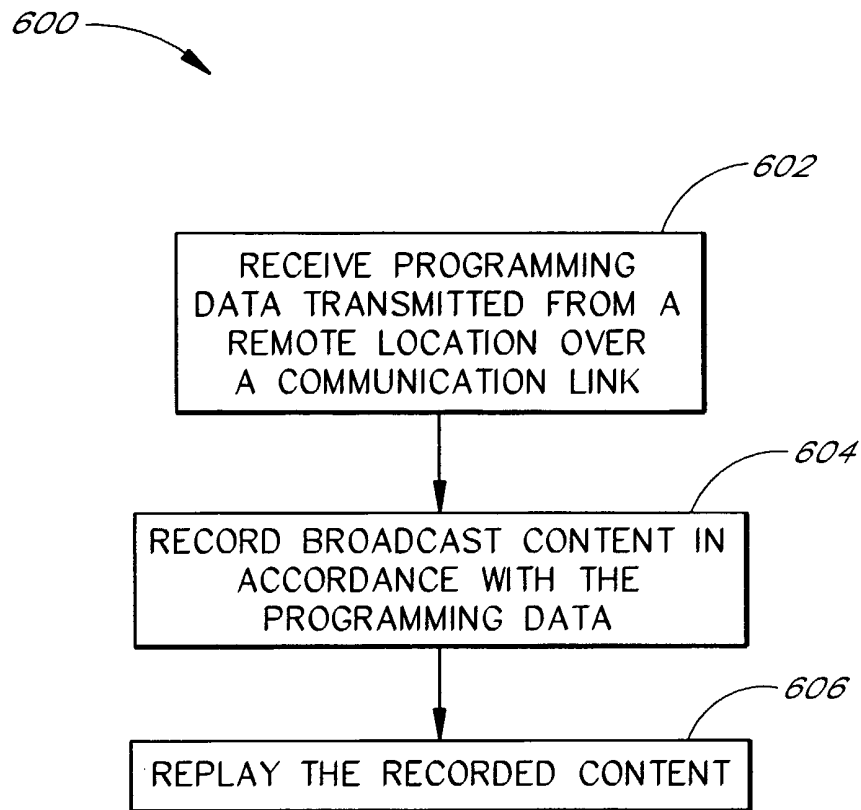 600
602
RECEIVE PROGRAMMING
DATA TRANSMITTED FROM A
REMOTE LOCATION OVER
A COMMUNICATION LINK
604
RECORD BROADCAST CONTENT IN
ACCORDANCE WITH THE
PROGRAMMING DATA
606
REPLAY THE RECORDED CONTENT